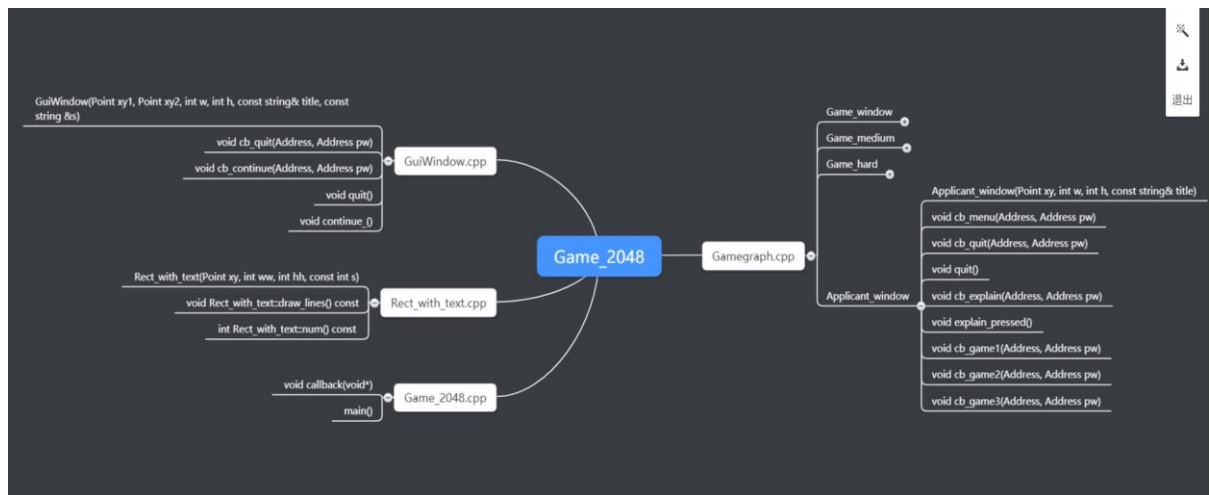 退出
GuiWindow(Point xy1, Point xy2, int w, int h, const string& title, const
string &s)
void cb_quit(Address, Address pw)
void cb_continue(Address, Address pw)
void quit()
void continue_()
GuiWindow.cpp
Rect_with_text(Point xy, int ww, int hh, const int s)
void Rect_with_text::draw_lines() const
int Rect_with_text::num() const
Rect_with_text.cpp
void callback(void*)
main()
Game_2048.cpp
Game_2048
Gamegraph.cpp
Game_window
Game_medium
Game_hard
Applicant_window
Applicant_window(Point xy, int w, int h, const string& title)
void cb_menu(Address, Address pw)
void cb_quit(Address, Address pw)
void quit()
void cb_explain(Address, Address pw)
void explain_pressed()
void cb_game1(Address, Address pw)
void cb_game2(Address, Address pw)
void cb_game3(Address, Address pw)